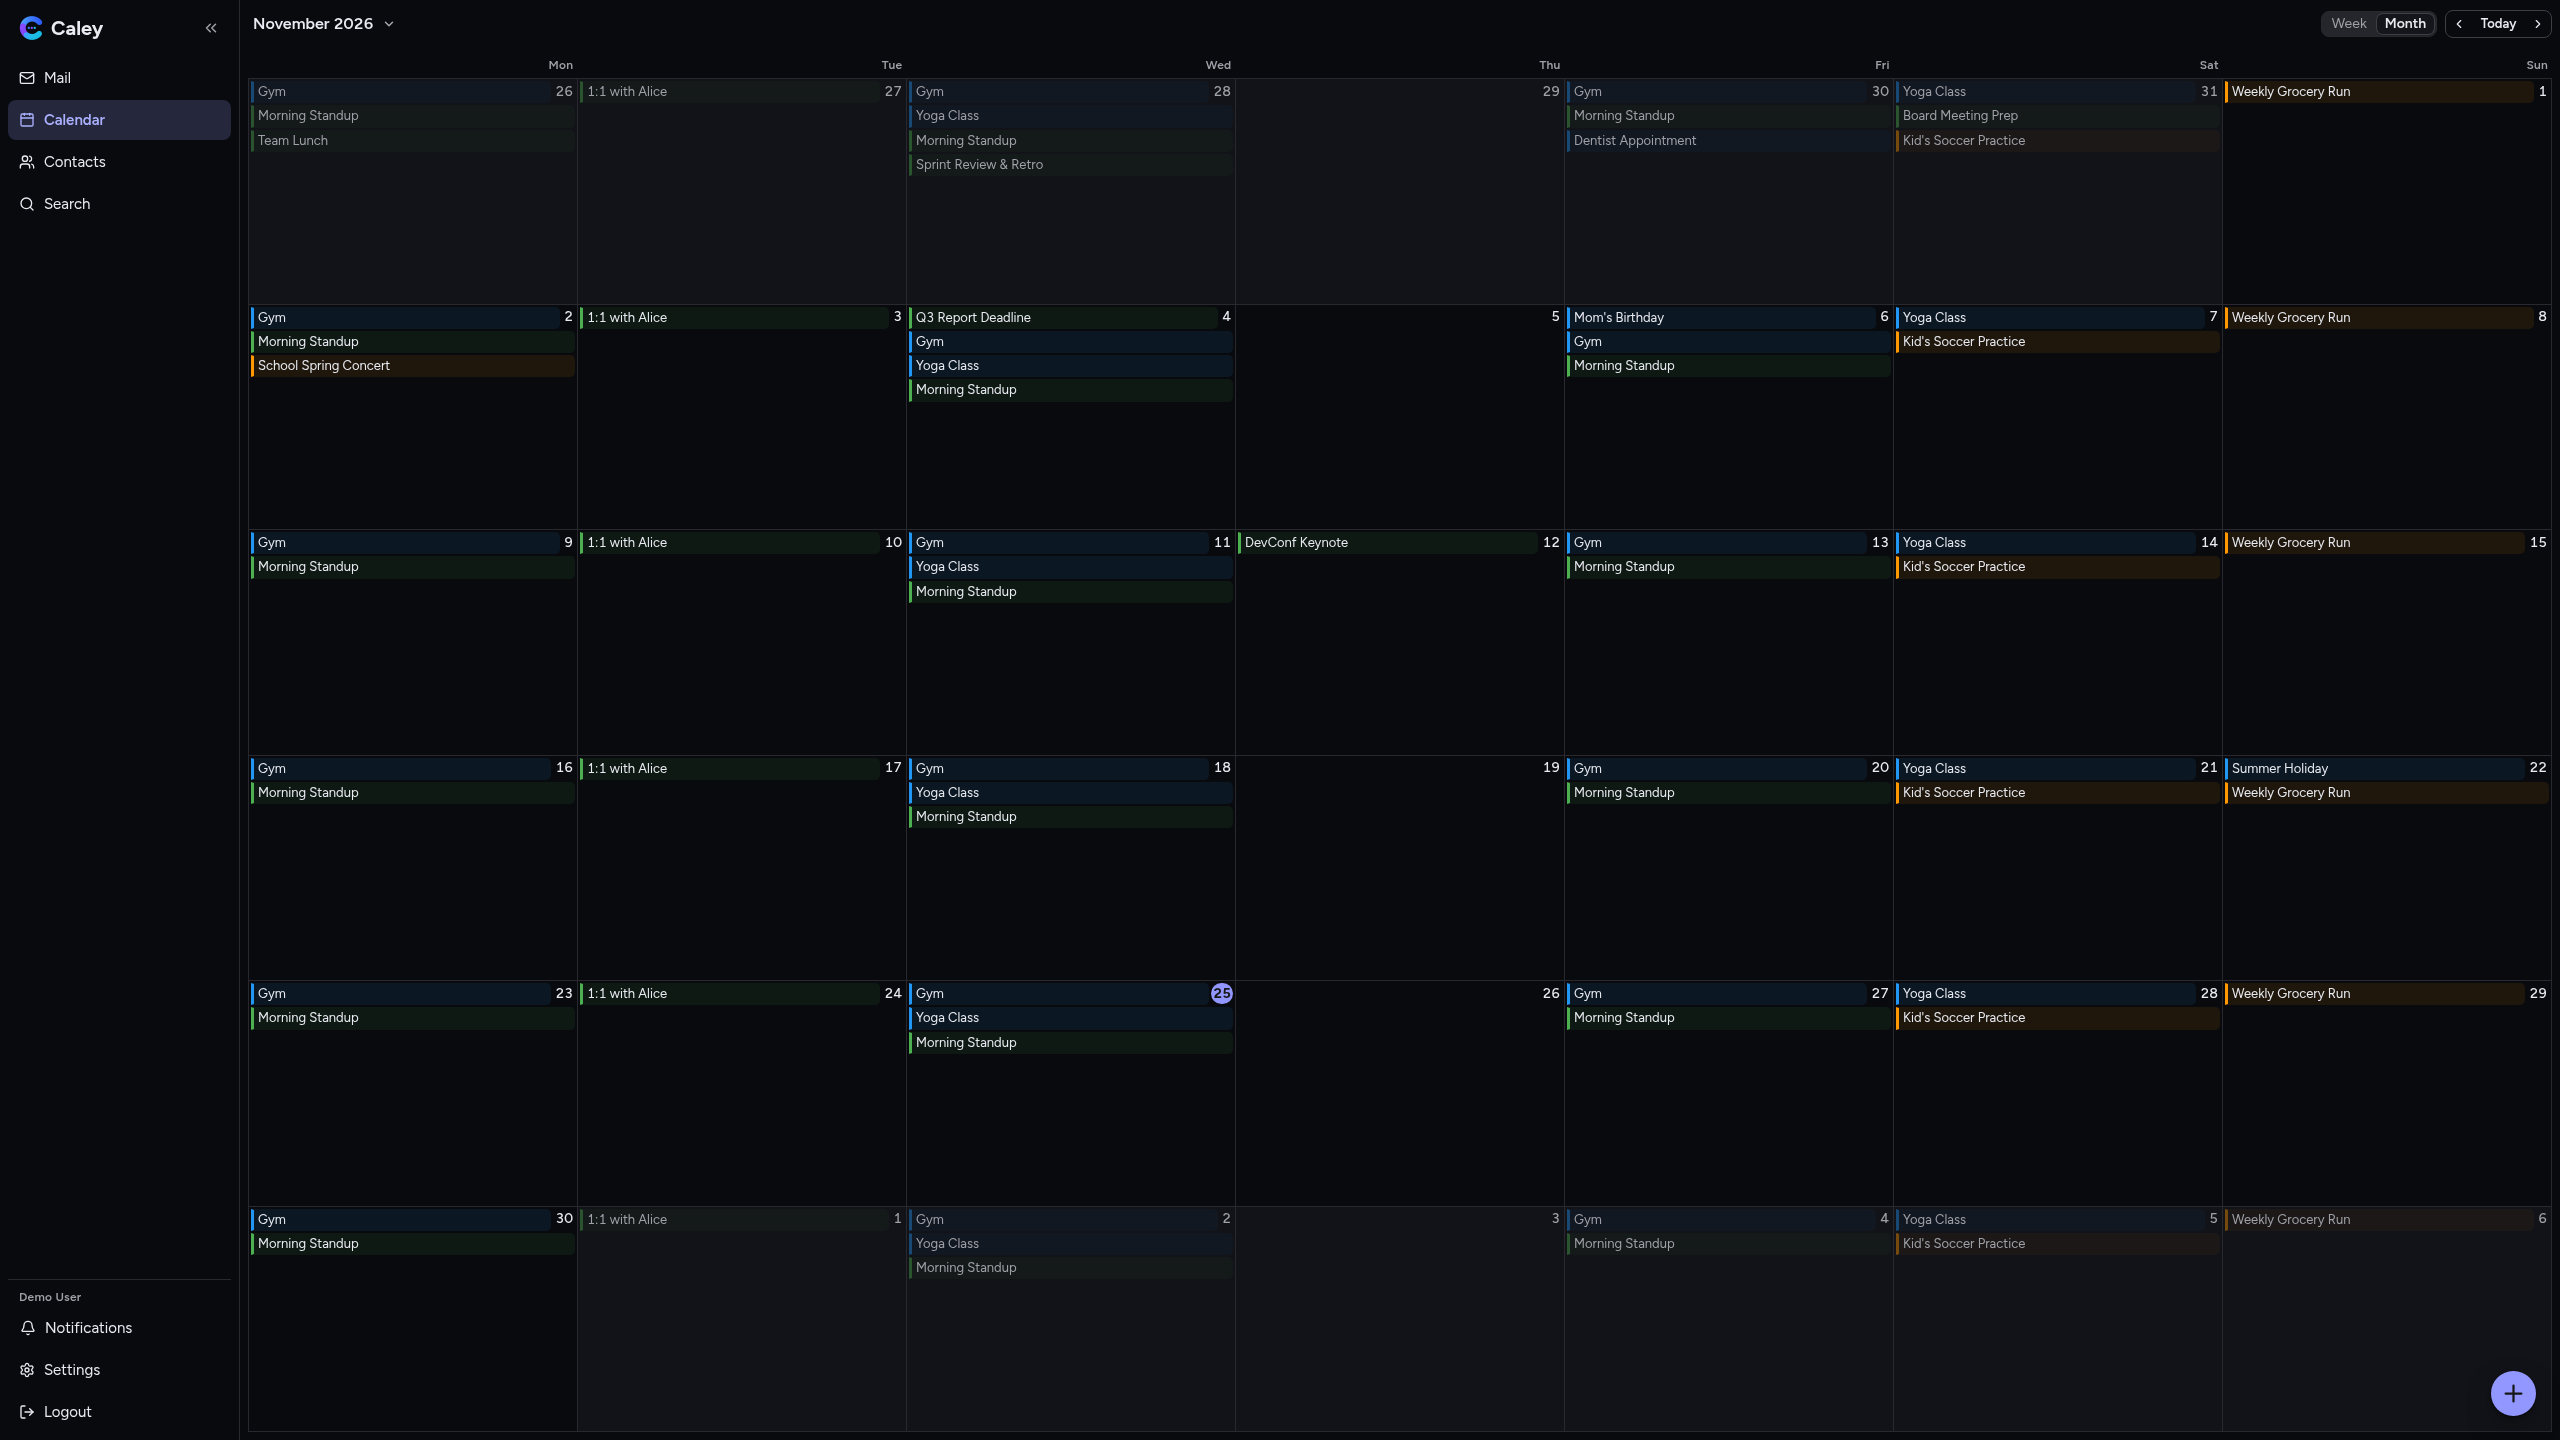 Caley
Mail
Calendar
Contacts
Search
Demo User
Notifications
Settings
Logout
November 2026
Week Month Today
Mon Tue Wed Thu Fri Sat Sun
Gym 26
Morning Standup
Team Lunch
1:1 with Alice 27
Gym 28
Yoga Class
Morning Standup
Sprint Review & Retro
29
Gym 30
Morning Standup
Dentist Appointment
Yoga Class 31
Board Meeting Prep
Kid's Soccer Practice
Weekly Grocery Run 1
Gym 2
Morning Standup
School Spring Concert
1:1 with Alice 3
Q3 Report Deadline 4
Gym
Yoga Class
Morning Standup
5
Mom's Birthday 6
Gym
Morning Standup
Yoga Class 7
Kid's Soccer Practice
Weekly Grocery Run 8
Gym 9
Morning Standup
1:1 with Alice 10
Gym 11
Yoga Class
Morning Standup
DevConf Keynote 12
Gym 13
Morning Standup
Yoga Class 14
Kid's Soccer Practice
Weekly Grocery Run 15
Gym 16
Morning Standup
1:1 with Alice 17
Gym 18
Yoga Class
Morning Standup
19
Gym 20
Morning Standup
Yoga Class 21
Kid's Soccer Practice
Summer Holiday 22
Weekly Grocery Run
Gym 23
Morning Standup
1:1 with Alice 24
Gym 25
Yoga Class
Morning Standup
26
Gym 27
Morning Standup
Yoga Class 28
Kid's Soccer Practice
Weekly Grocery Run 29
Gym 30
Morning Standup
1:1 with Alice 1
Gym 2
Yoga Class
Morning Standup
3
Gym 4
Morning Standup
Yoga Class 5
Kid's Soccer Practice
Weekly Grocery Run 6